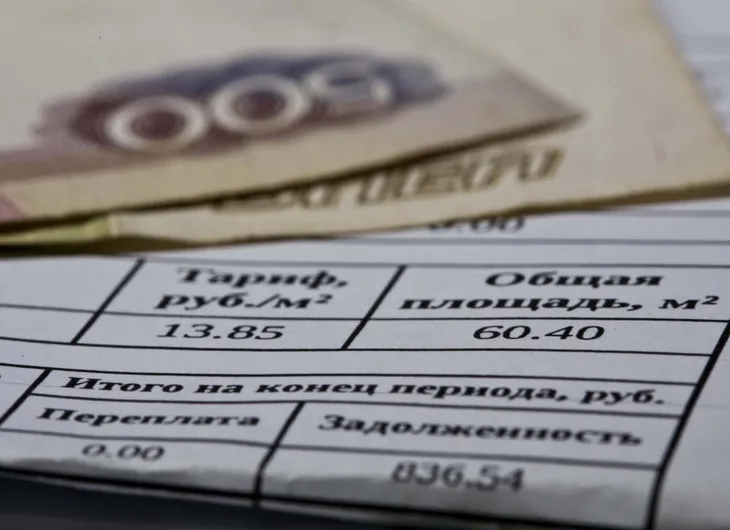 500
Тариф,
руб./м²
Общая
площадь, м²
13.85
60.40
Итого на конец периода, руб.
Переплата
Задолженность
0.00
836.54